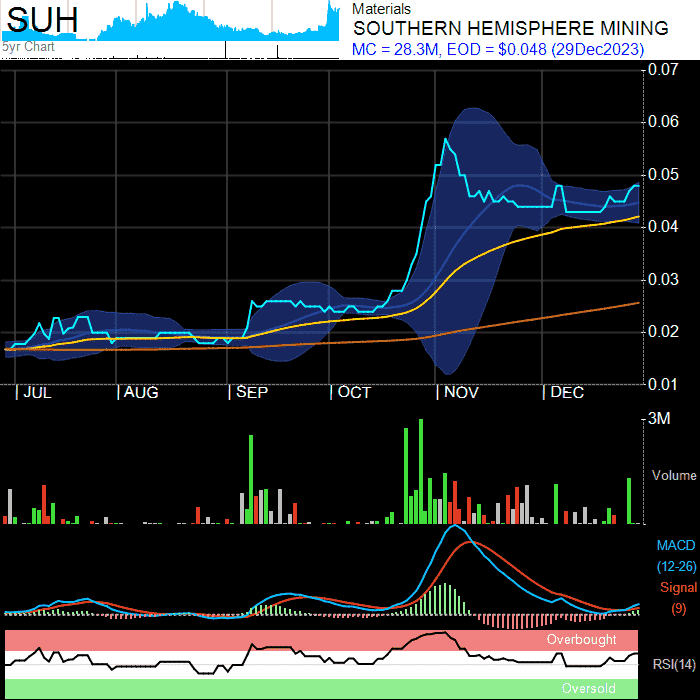 SUH
Materials
SOUTHERN HEMISPHERE MINING
MC = 28.3M, EOD = $0.048 (29Dec2023)
5yr Chart
0.07
0.06
0.05
0.04
0.03
0.02
0.01
JUL AUG SEP OCT NOV DEC
3M
Volume
MACD
(12-26)
Signal
(9)
Overbought
RSI(14)
Oversold